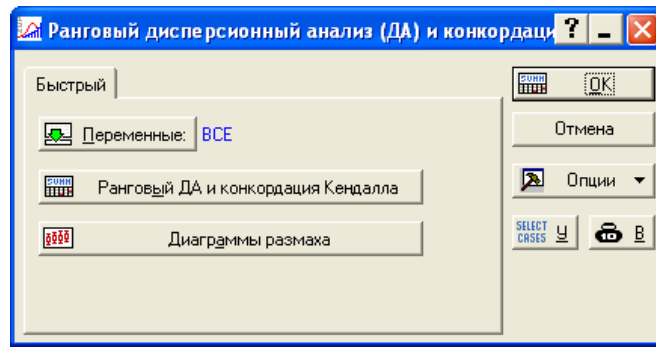 Ранговый дисперсионный анализ (ДА) и конкордаци
?
Быстрый
OK
Переменные: ВСЕ
Отмена
Ранговый ДА и конкордация Кендалла
Опции
Диаграммы размаха
SELECT CASES У
В